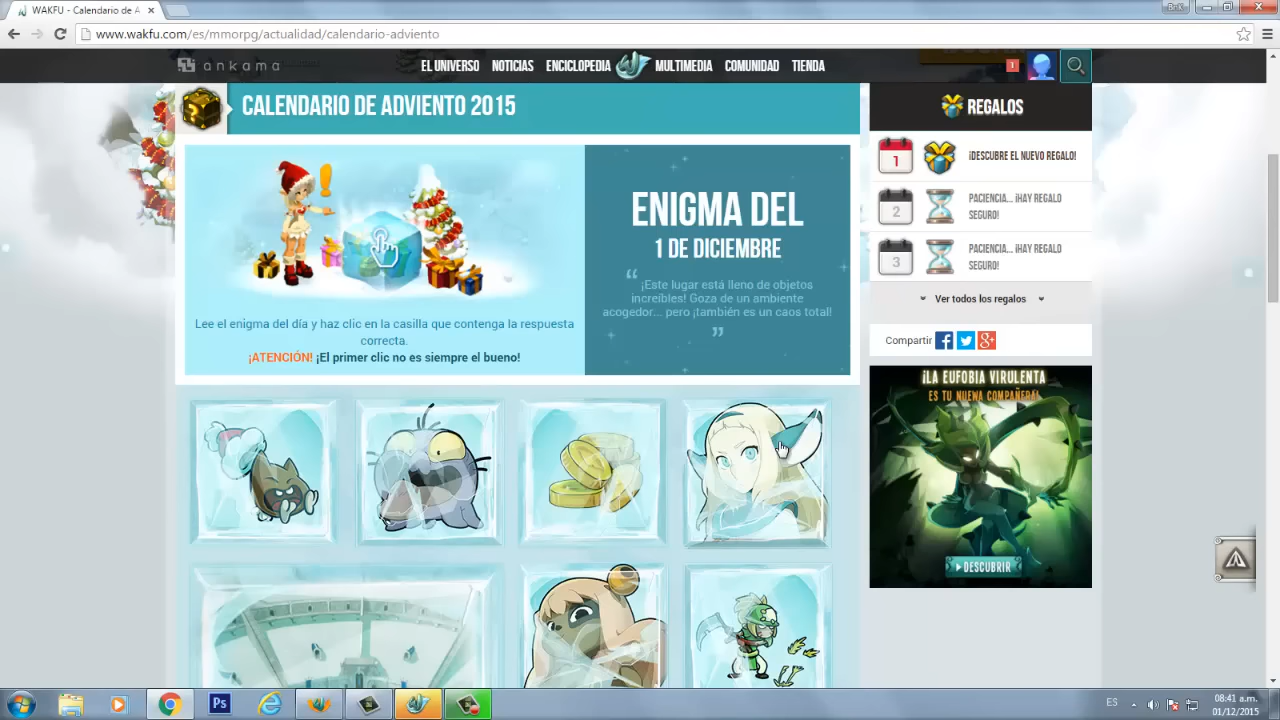 WAKFU - Calendario de A
BrX
www.wakfu.com/es/mmorpg/actualidad/calendario-adviento
ankama
EL UNIVERSO NOTICIAS ENCICLOPEDIA MULTIMEDIA COMUNIDAD TIENDA
1
CALENDARIO DE ADVIENTO 2015
ENIGMA DEL
1 DE DICIEMBRE
“ ¡Este lugar está lleno de objetos
increíbles! Goza de un ambiente
acogedor... pero ¡también es un caos total!
”
Lee el enigma del día y haz clic en la casilla que contenga la respuesta
correcta.
¡ATENCIÓN! ¡El primer clic no es siempre el bueno!
REGALOS
1 ¡DESCUBRE EL NUEVO REGALO!
2 PACIENCIA... ¡HAY REGALO
SEGURO!
3 PACIENCIA... ¡HAY REGALO
SEGURO!
Ver todos los regalos
Compartir
¡LA EUFOBIA VIRULENTA
ES TU NUEVA COMPAÑERA!
DESCUBRIR
Ps
ES
08:41 a.m.
01/12/2015